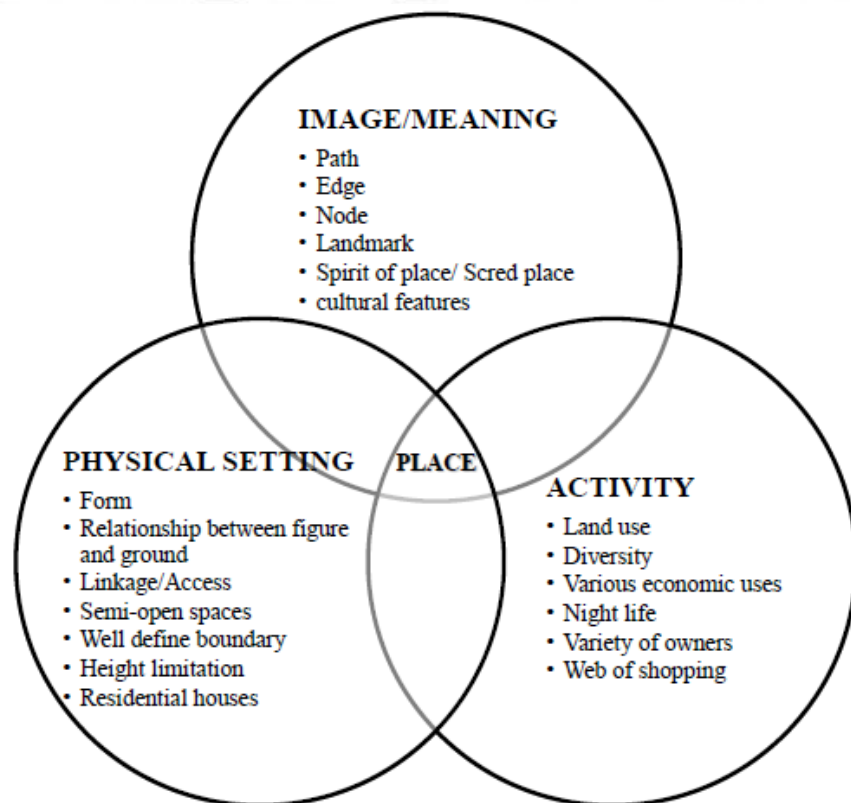 IMAGE/MEANING
• Path
• Edge
• Node
• Landmark
• Spirit of place/ Scred place
• cultural features
PHYSICAL SETTING
• Form
• Relationship between figure
and ground
• Linkage/Access
• Semi-open spaces
• Well define boundary
• Height limitation
• Residential houses
PLACE
ACTIVITY
• Land use
• Diversity
• Various economic uses
• Night life
• Variety of owners
• Web of shopping